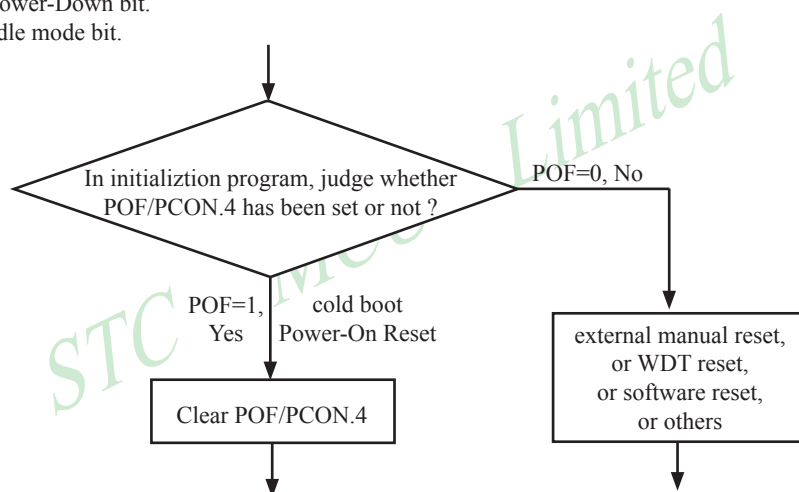 Power-Down bit.
dle mode bit.
In initializtion program, judge whether
POF/PCON.4 has been set or not ?
POF=0, No
POF=1,
Yes
cold boot
Power-On Reset
external manual reset,
or WDT reset,
or software reset,
or others
Clear POF/PCON.4
STC MCU Limited